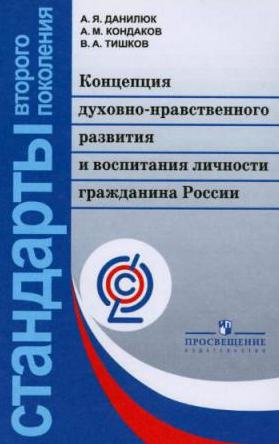 стандарты
второго
поколения
А. Я. ДАНИЛЮК
А. М. КОНДАКОВ
В. А. ТИШКОВ
Концепция
духовно-нравственного
развития
и воспитания личности
гражданина России
ПРОСВЕЩЕНИЕ
ИЗДАТЕЛЬСТВО